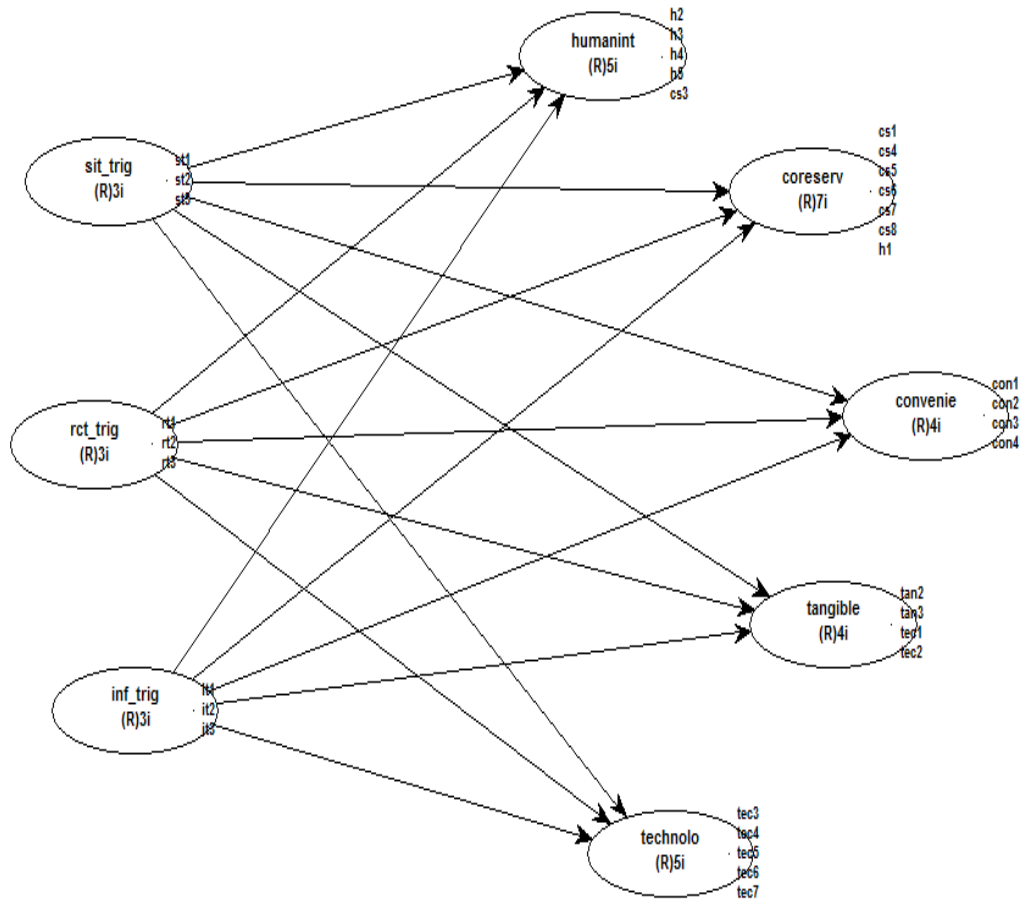 humanint
(R)5i
h2
h3
h4
h5
cs3
sit_trig
(R)3i
st1
st2
st3
coreserv
(R)7i
cs1
cs4
cs5
cs6
cs7
cs8
h1
rct_trig
(R)3i
rt1
rt2
rt3
convenie
(R)4i
con1
con2
con3
con4
tangible
(R)4i
tan2
tan3
tec1
tec2
inf_trig
(R)3i
it1
it2
it3
technolo
(R)5i
tec3
tec4
tec5
tec6
tec7